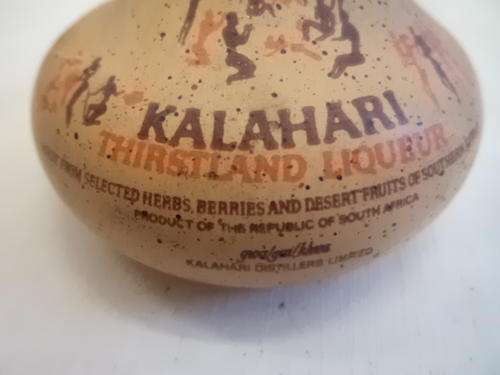 KALAHARI
THIRSTLAND LIQUEUR
FROM SELECTED HERBS, BERRIES AND DESERT FRUITS OF SOUTHERN
PRODUCT OF THE REPUBLIC OF SOUTH AFRICA
KALAHARI DISTILLERS LIMITED